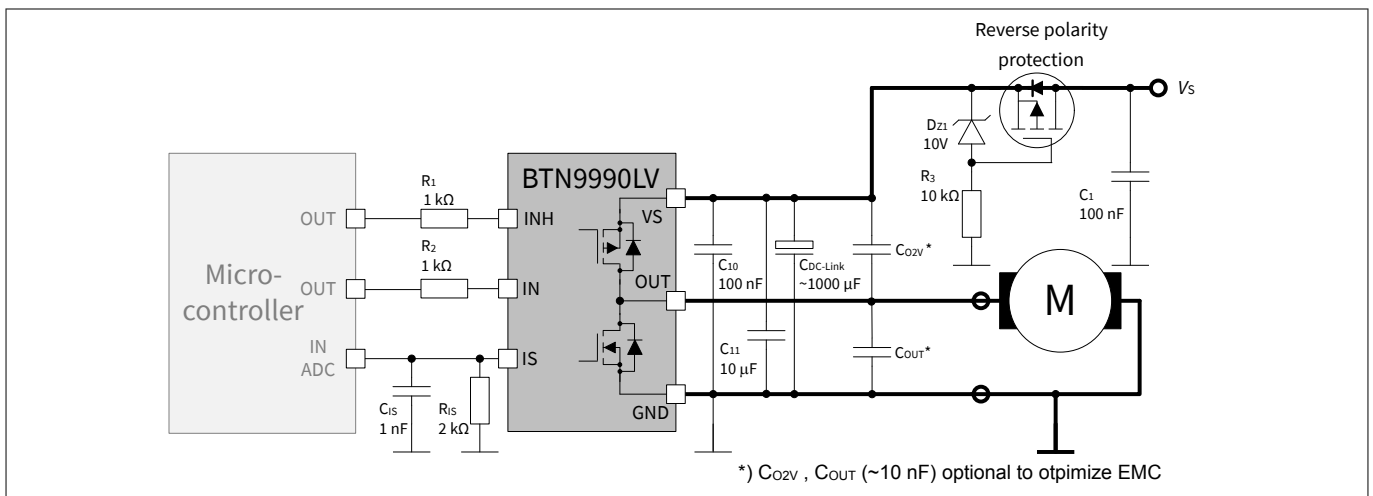 Reverse polarity
protection
VS
DZ1
10V
R3
10 kΩ
C1
100 nF
Micro-
controller
OUT
OUT
IN
ADC
R1
1 kΩ
R2
1 kΩ
CIS
1 nF
RIS
2 kΩ
BTN9990LV
INH
IN
IS
VS
OUT
GND
C10
100 nF
C11
10 µF
CDC-Link
~1000 µF
CO2V*
COUT*
M
*) CO2V , COUT (~10 nF) optional to otpimize EMC